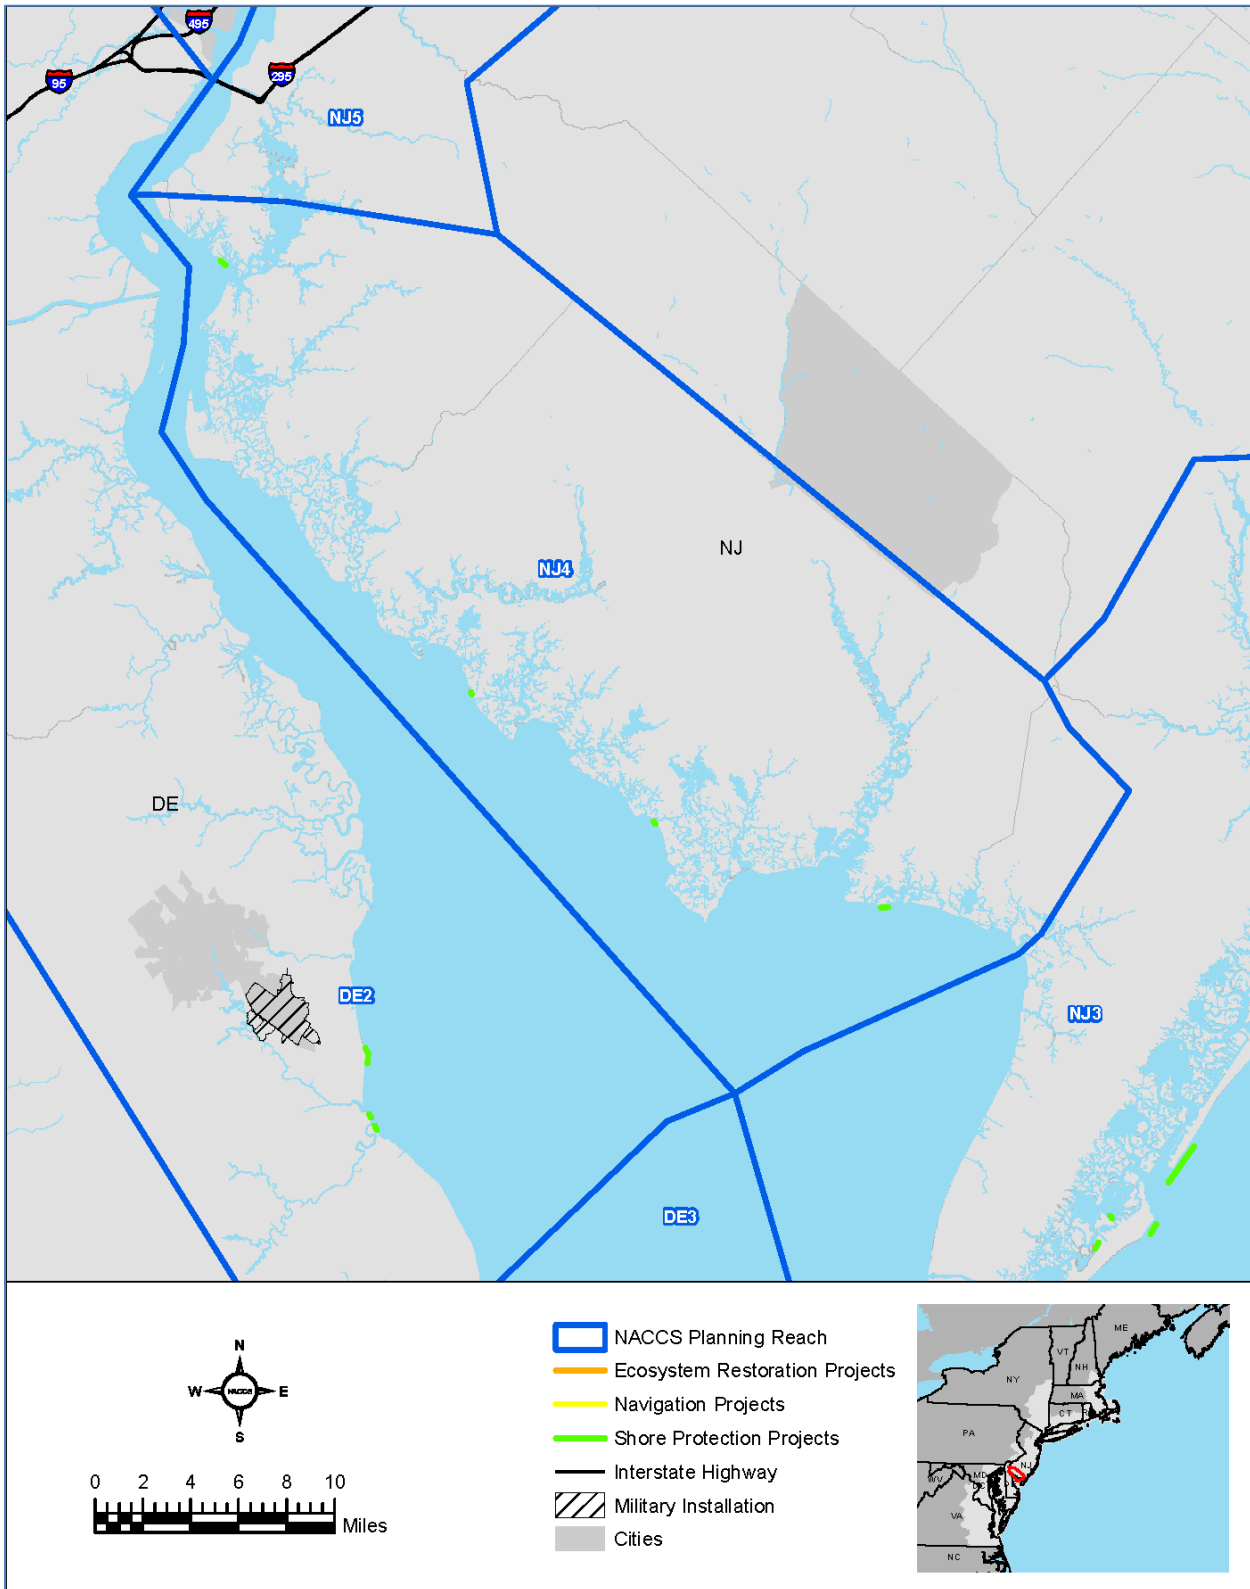 495
95
295
NJ5
NJ
NJ4
DE
DE2
NJ3
DE3
N
W NACCS E
S
0 2 4 6 8 10
Miles
NACCS Planning Reach
Ecosystem Restoration Projects
Navigation Projects
Shore Protection Projects
Interstate Highway
Military Installation
Cities
ME
VT
NH
NY
MA
CT
PA
NJ
MD
WV
VA
NC